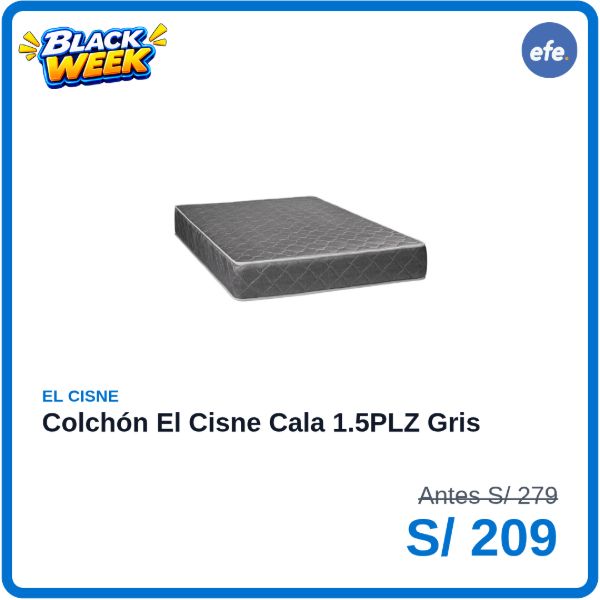 BLACK
WEEK
efe.
EL CISNE
Colchón El Cisne Cala 1.5PLZ Gris
Antes S/ 279
S/ 209